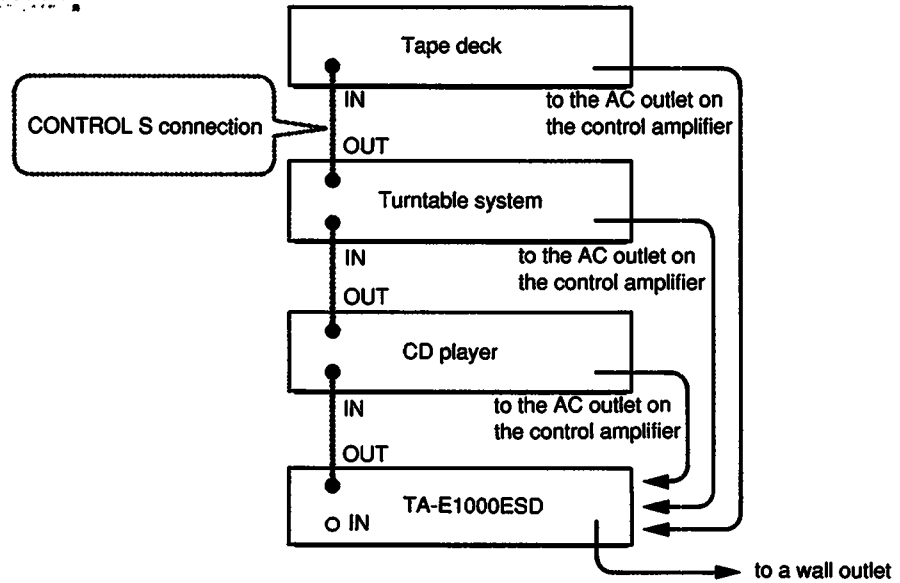 Tape deck
IN
to the AC outlet on
the control amplifier
CONTROL S connection
OUT
Turntable system
IN
to the AC outlet on
the control amplifier
OUT
CD player
IN
to the AC outlet on
the control amplifier
OUT
TA-E1000ESD
IN
to a wall outlet